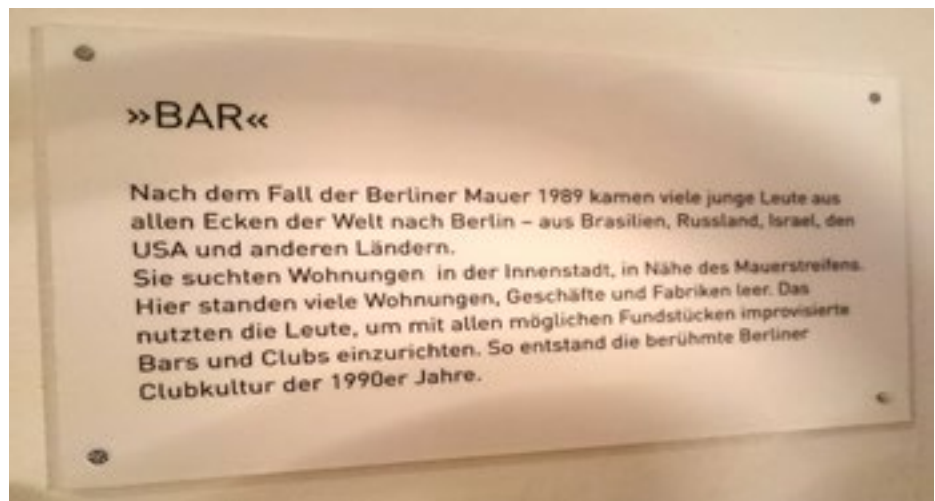 »BAR«
Nach dem Fall der Berliner Mauer 1989 kamen viele junge Leute aus
allen Ecken der Welt nach Berlin – aus Brasilien, Russland, Israel, den
USA und anderen Ländern.
Sie suchten Wohnungen in der Innenstadt, in Nähe des Mauerstreifens.
Hier standen viele Wohnungen, Geschäfte und Fabriken leer. Das
nutzten die Leute, um mit allen möglichen Fundstücken improvisierte
Bars und Clubs einzurichten. So entstand die berühmte Berliner
Clubkultur der 1990er Jahre.